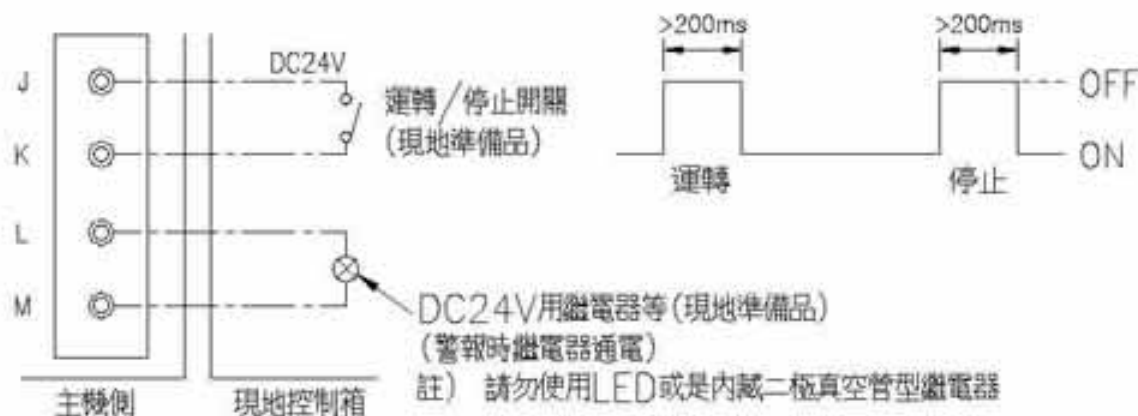 J
DC24V
運轉/停止開關
(現地準備品)
K
L
M
DC24V用繼電器等(現地準備品)
(警報時繼電器通電)
註) 請勿使用LED或是內藏二極真空管型繼電器
主機側
現地控制箱
>200ms
>200ms
OFF
ON
運轉
停止